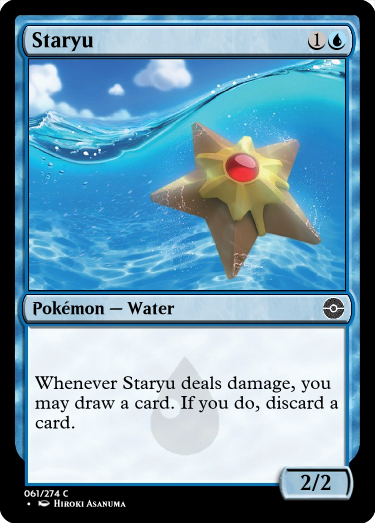 Staryu 1
Pokémon — Water
Whenever Staryu deals damage, you
may draw a card. If you do, discard a
card.
2/2
061/274 C
• Hiroki Asanuma